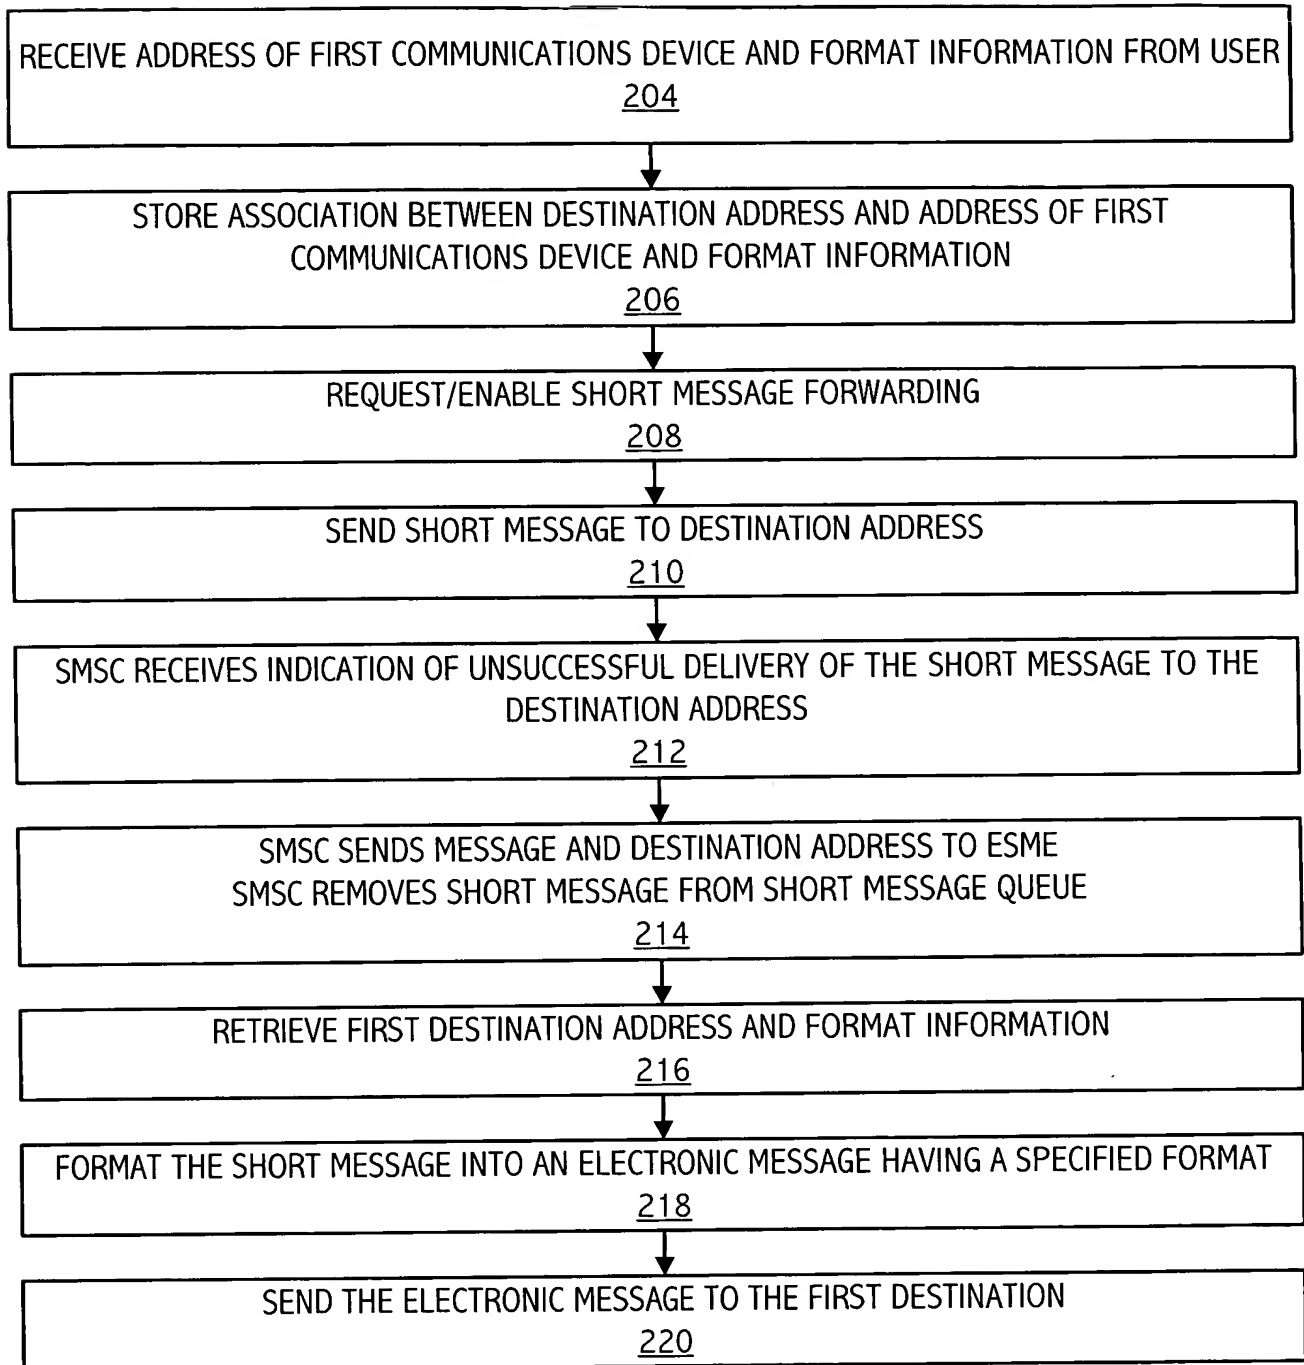 RECEIVE ADDRESS OF FIRST COMMUNICATIONS DEVICE AND FORMAT INFORMATION FROM USER
204
STORE ASSOCIATION BETWEEN DESTINATION ADDRESS AND ADDRESS OF FIRST
COMMUNICATIONS DEVICE AND FORMAT INFORMATION
206
REQUEST/ENABLE SHORT MESSAGE FORWARDING
208
SEND SHORT MESSAGE TO DESTINATION ADDRESS
210
SMSC RECEIVES INDICATION OF UNSUCCESSFUL DELIVERY OF THE SHORT MESSAGE TO THE
DESTINATION ADDRESS
212
SMSC SENDS MESSAGE AND DESTINATION ADDRESS TO ESME
SMSC REMOVES SHORT MESSAGE FROM SHORT MESSAGE QUEUE
214
RETRIEVE FIRST DESTINATION ADDRESS AND FORMAT INFORMATION
216
FORMAT THE SHORT MESSAGE INTO AN ELECTRONIC MESSAGE HAVING A SPECIFIED FORMAT
218
SEND THE ELECTRONIC MESSAGE TO THE FIRST DESTINATION
220